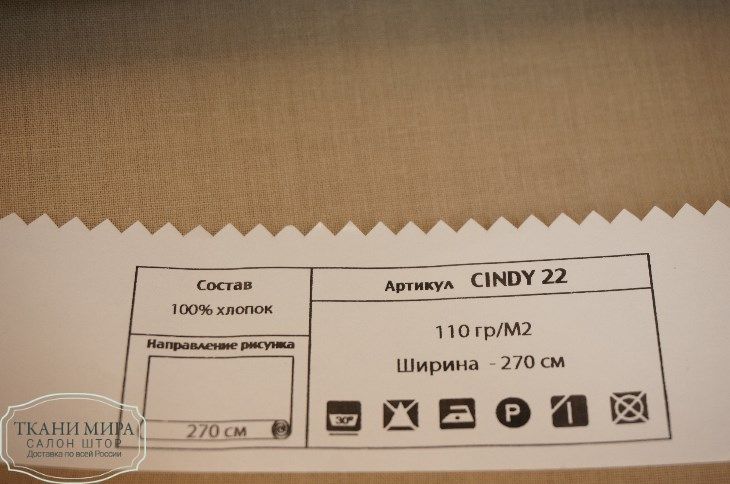 Состав
100% хлопок
Направление рисунка
270 см
Артикул CINDY 22
110 гр/М2
Ширина - 270 см
30°
P
ТКАНИ МИРА
САЛОН ШТОР
Доставка по всей России